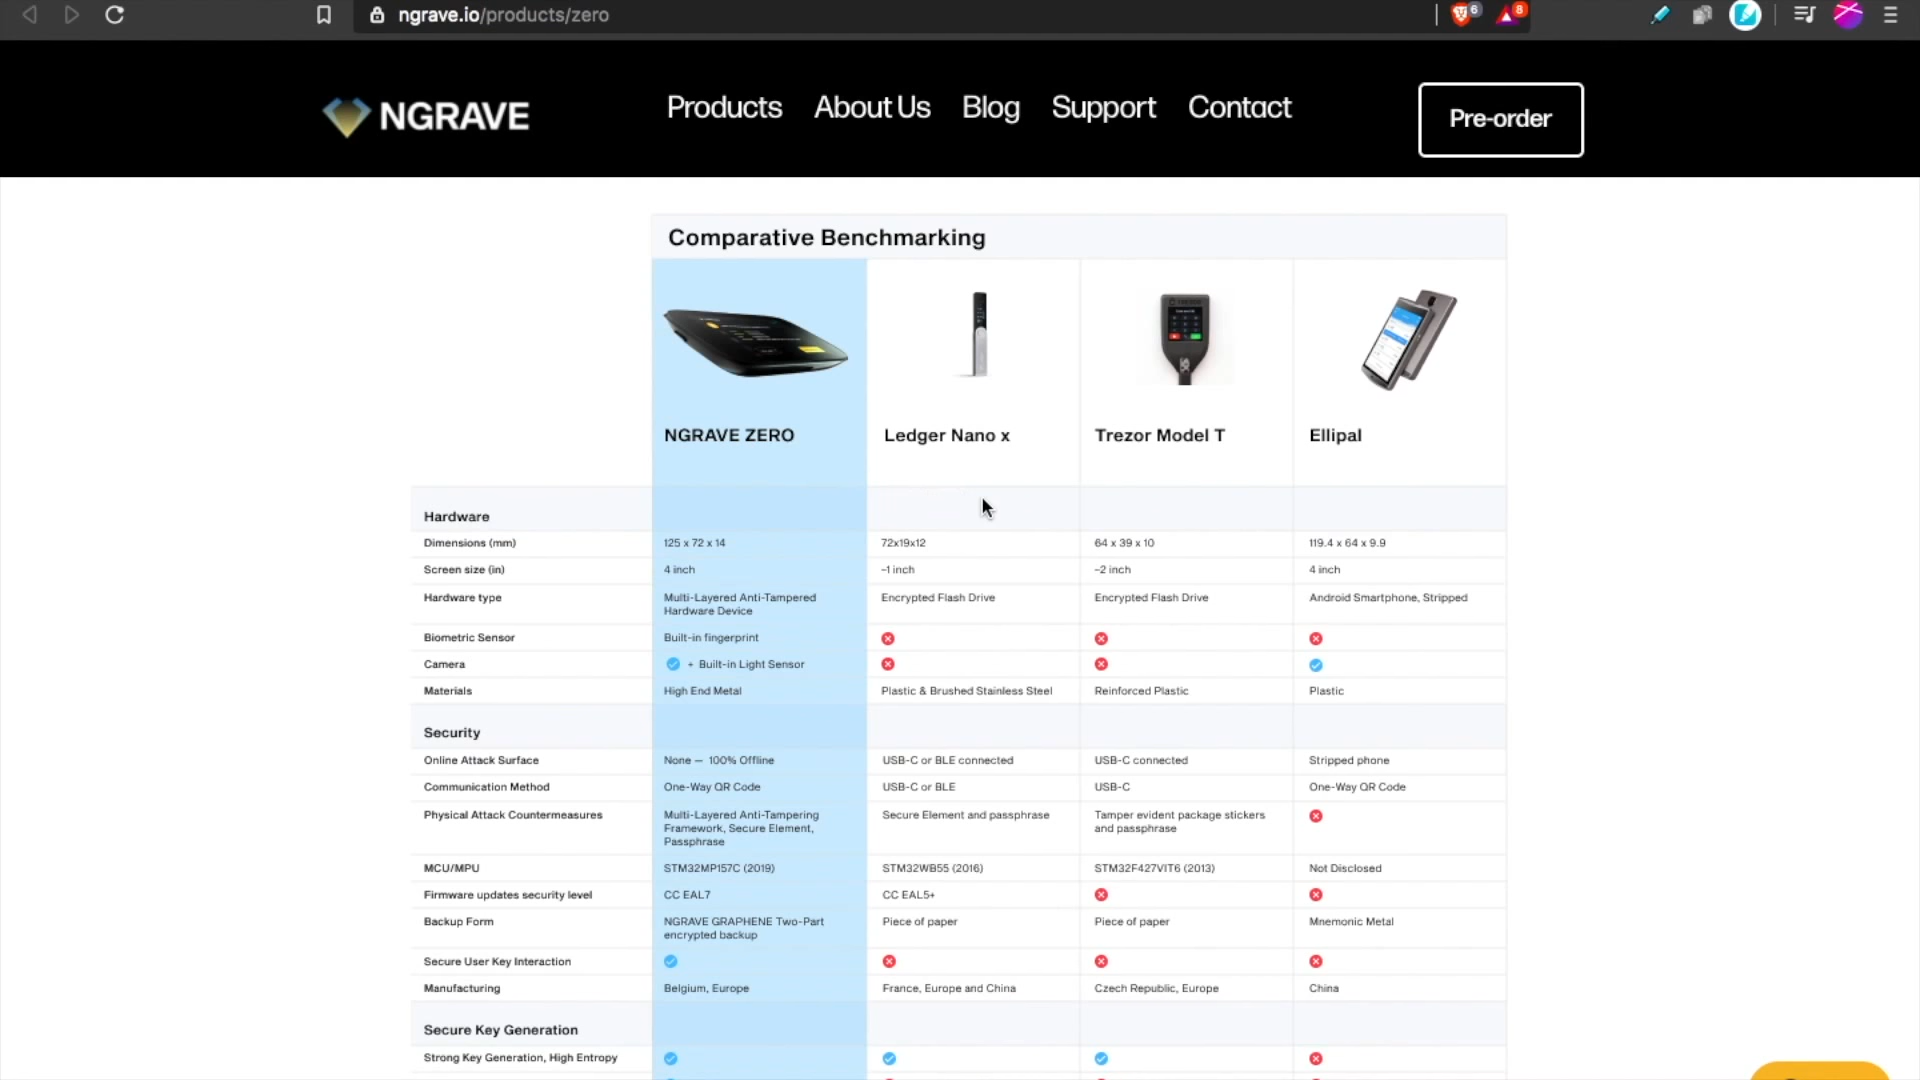 ngrave.io/products/zero
6
8
NGRAVE
Products About Us Blog Support Contact
Pre-order
Comparative Benchmarking
NGRAVE ZERO Ledger Nano x Trezor Model T Ellipal
Hardware
Dimensions (mm) 125 x 72 x 14 72x19x12 64 x 39 x 10 119.4 x 64 x 9.9
Screen size (in) 4 inch ~1 inch ~2 inch 4 inch
Hardware type Multi-Layered Anti-Tampered Encrypted Flash Drive Encrypted Flash Drive Android Smartphone, Stripped
Hardware Device
Biometric Sensor Built-in fingerprint
Camera + Built-in Light Sensor
Materials High End Metal Plastic & Brushed Stainless Steel Reinforced Plastic Plastic
Security
Online Attack Surface None — 100% Offline USB-C or BLE connected USB-C connected Stripped phone
Communication Method One-Way QR Code USB-C or BLE USB-C One-Way QR Code
Physical Attack Countermeasures Multi-Layered Anti-Tampering Secure Element and passphrase Tamper evident package stickers
Framework, Secure Element, and passphrase
Passphrase
MCU/MPU STM32MP157C (2019) STM32WB55 (2016) STM32F427VIT6 (2013) Not Disclosed
Firmware updates security level CC EAL7 CC EAL5+
Backup Form NGRAVE GRAPHENE Two-Part Piece of paper Piece of paper Mnemonic Metal
encrypted backup
Secure User Key Interaction
Manufacturing Belgium, Europe France, Europe and China Czech Republic, Europe China
Secure Key Generation
Strong Key Generation, High Entropy